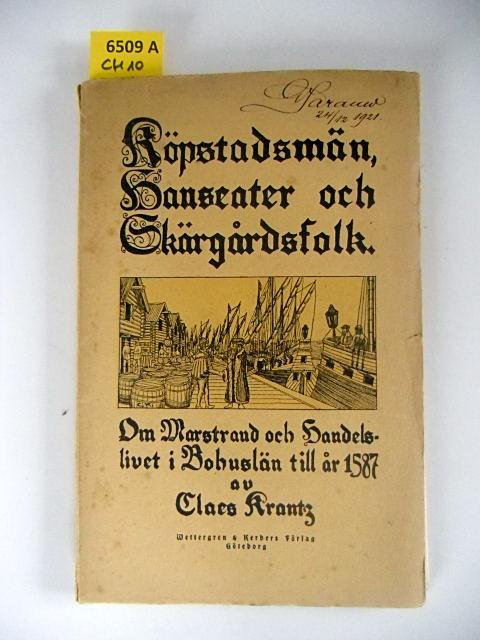 6509 A
CH 10
24/12 1921.
Köpstadsmän,
Hanseater och
Skärgårdsfolk.
Om Marstrand och Handels-
livet i Bohuslän till år 1587
av
Claes Krantz
Wettergren & Kerbers Förlag
Göteborg